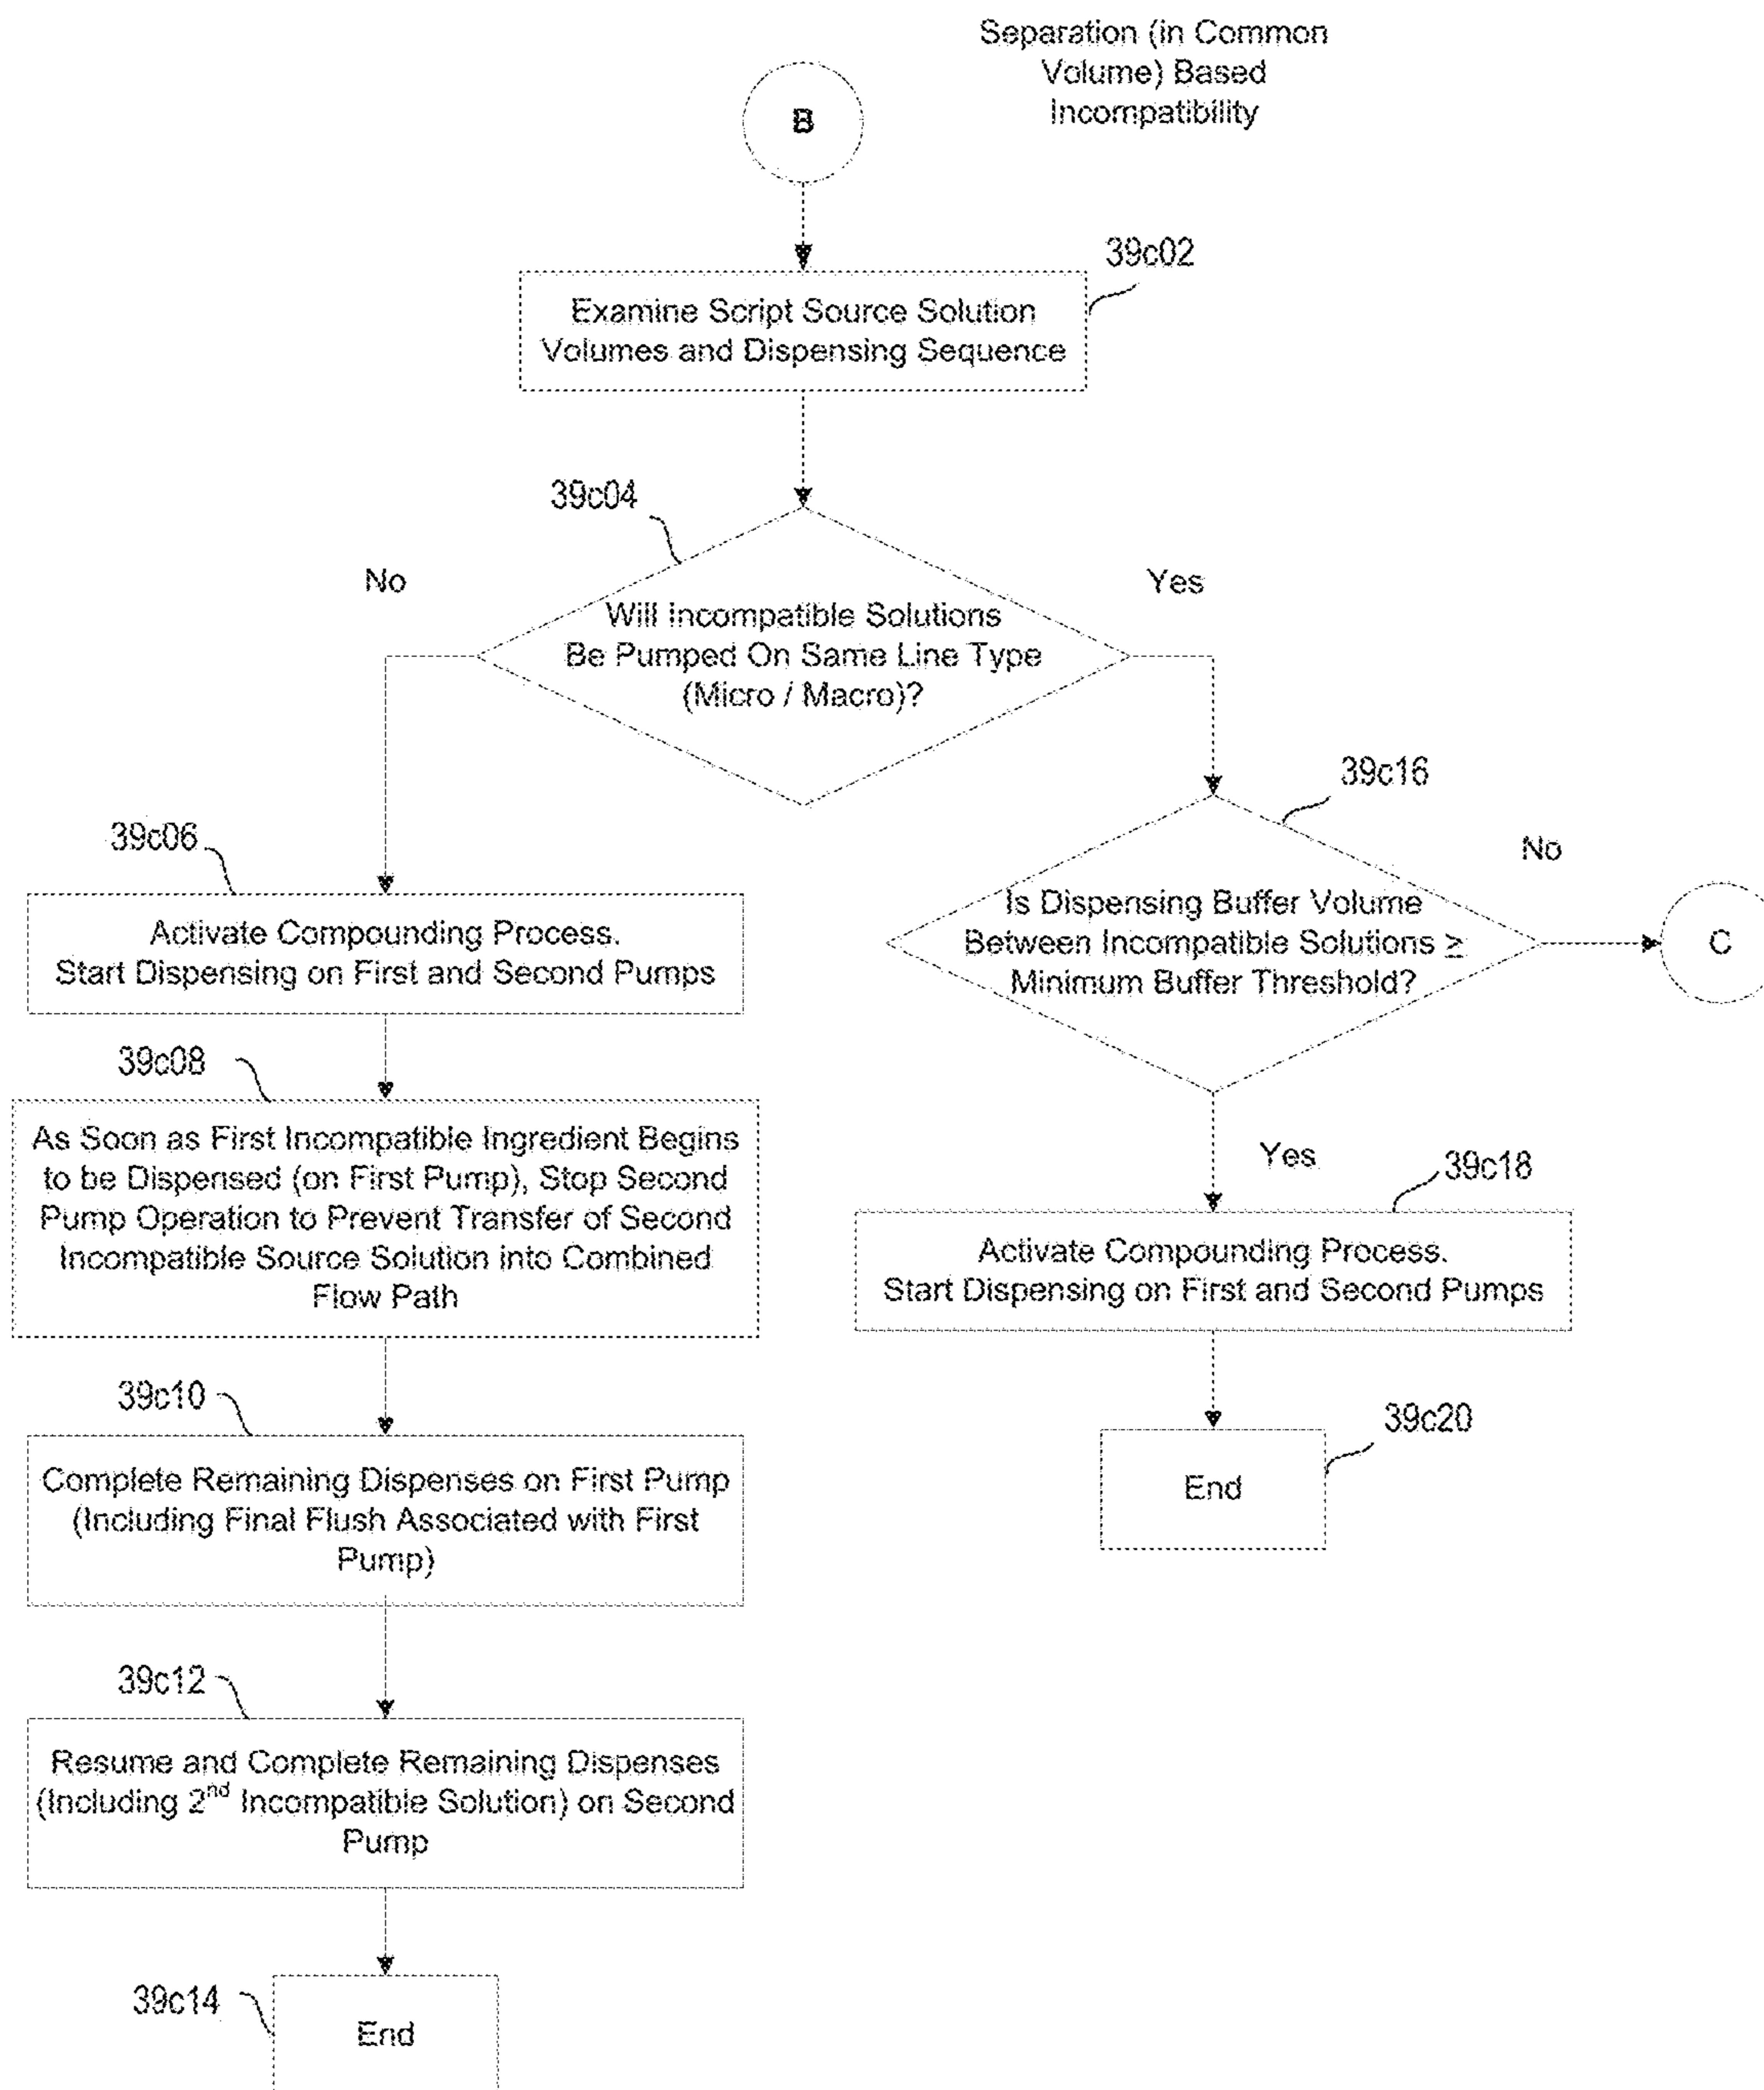 Separation (in Common
Volume) Based
Incompatibility
B
39c02
Examine Script Source Solution
Volumes and Dispensing Sequence
39c04
No
Yes
Will Incompatible Solutions
Be Pumped On Same Line Type
(Micro / Macro)?
39c16
No
39c06
Is Dispensing Buffer Volume
Between Incompatible Solutions ≥
Minimum Buffer Threshold?
C
Activate Compounding Process.
Start Dispensing on First and Second Pumps
39c08
As Soon as First Incompatible Ingredient Begins
to be Dispensed (on First Pump), Stop Second
Pump Operation to Prevent Transfer of Second
Incompatible Source Solution into Combined
Flow Path
Yes
39c18
Activate Compounding Process.
Start Dispensing on First and Second Pumps
39c10
39c20
Complete Remaining Dispenses on First Pump
(Including Final Flush Associated with First
Pump)
End
39c12
Resume and Complete Remaining Dispenses
(Including 2nd Incompatible Solution) on Second
Pump
39c14
End